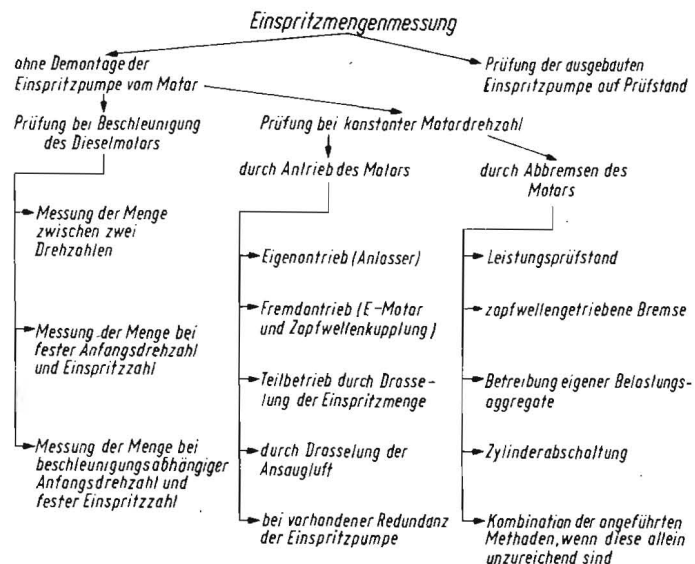 Einspritzmengenmessung
ohne Demontage der
Einspritzpumpe vom Motor
Prüfung der ausgebauten
Einspritzpumpe auf Prüfstand
Prüfung bei Beschleunigung
des Dieselmotors
Prüfung bei konstanter Motordrehzahl
durch Antrieb des Motors
durch Abbremsen des
Motors
Messung der Menge
zwischen zwei
Drehzahlen
Messung der Menge bei
fester Anfangsdrehzahl
und Einspritzzahl
Messung der Menge bei
beschleunigungsabhängiger
Anfangsdrehzahl und
fester Einspritzzahl
Eigenantrieb (Anlasser)
Fremdantrieb (E-Motor
und Zapfwellenkupplung)
Teilbetrieb durch Drosse-
lung der Einspritzmenge
durch Drosselung der
Ansaugluft
bei vorhandener Redundanz
der Einspritzpumpe
Leistungsprüfstand
zapfwellengetriebene Bremse
Betreibung eigener Belastungs-
aggregate
Zylinderabschaltung
Kombination der angeführten
Methoden, wenn diese allein
unzureichend sind